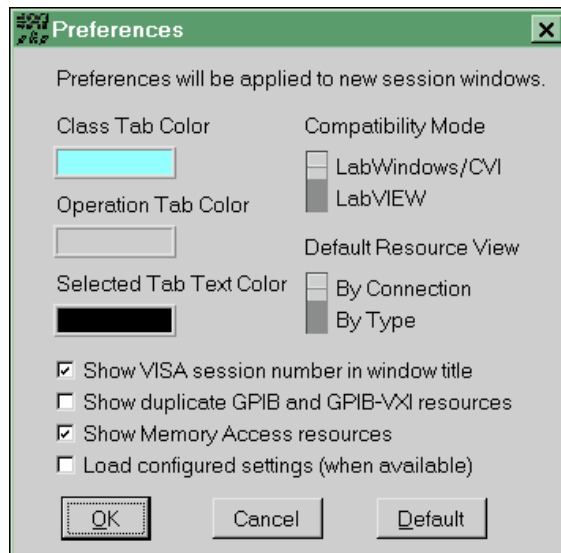 Preferences
Preferences will be applied to new session windows.
Class Tab Color
Compatibility Mode
LabWindows/CVI
LabVIEW
Operation Tab Color
Default Resource View
Selected Tab Text Color
By Connection
By Type
Show VISA session number in window title
Show duplicate GPIB and GPIB-VXI resources
Show Memory Access resources
Load configured settings (when available)
OK
Cancel
Default